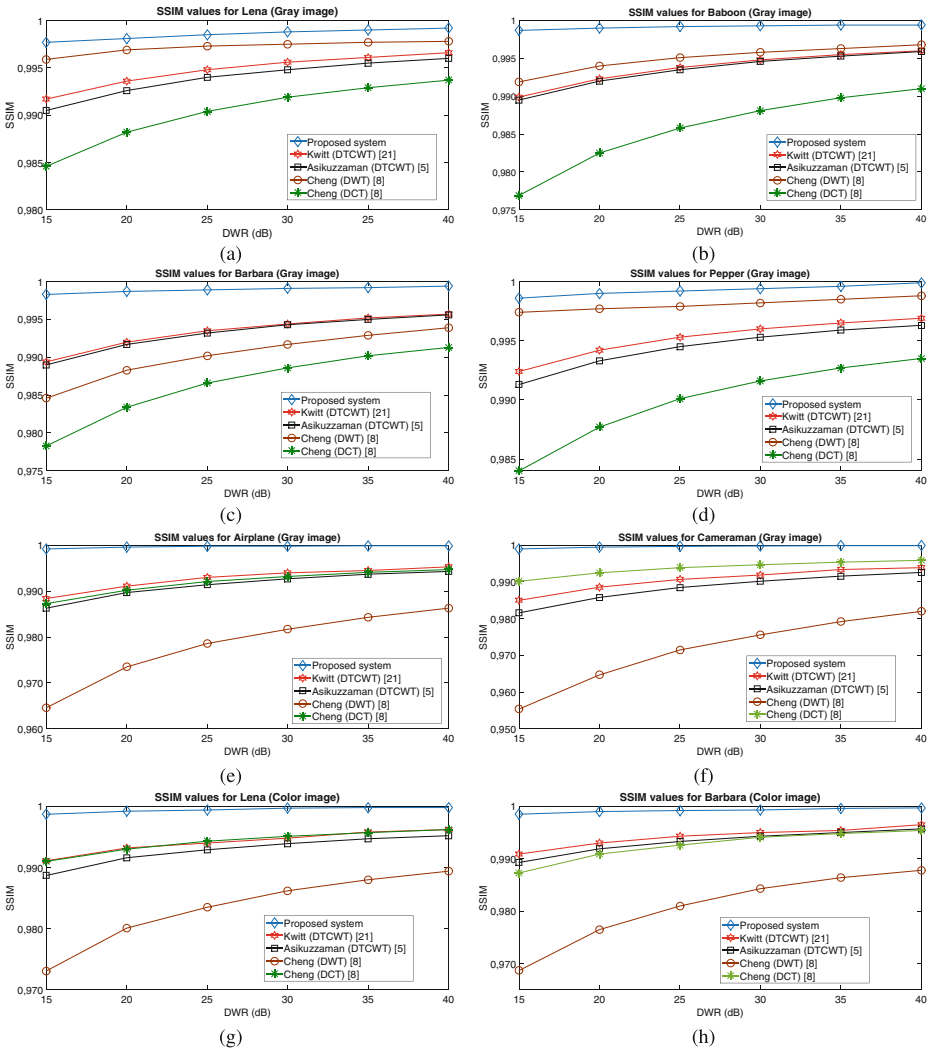 SSIM values for Lena (Gray image)
1
0,995
0,990
0,985
0,980
SSIM
15 20 25 30 35 40
DWR (dB)
Proposed system
Kwitt (DTCWT) [21]
Asikuzzaman (DTCWT) [5]
Cheng (DWT) [8]
Cheng (DCT) [8]
(a)
SSIM values for Baboon (Gray image)
1
0,995
0,990
0,985
0,980
0,975
SSIM
15 20 25 30 35 40
DWR (dB)
Proposed system
Kwitt (DTCWT) [21]
Asikuzzaman (DTCWT) [5]
Cheng (DWT) [8]
Cheng (DCT) [8]
(b)
SSIM values for Barbara (Gray image)
1
0,995
0,990
0,985
0,980
0,975
SSIM
15 20 25 30 35 40
DWR (dB)
Proposed system
Kwitt (DTCWT) [21]
Asikuzzaman (DTCWT) [5]
Cheng (DWT) [8]
Cheng (DCT) [8]
(c)
SSIM values for Pepper (Gray image)
1
0,995
0,990
0,985
SSIM
15 20 25 30 35 40
DWR (dB)
Proposed system
Kwitt (DTCWT) [21]
Asikuzzaman (DTCWT) [5]
Cheng (DWT) [8]
Cheng (DCT) [8]
(d)
SSIM values for Airplane (Gray image)
1
0,990
0,980
0,970
0,960
SSIM
15 20 25 30 35 40
DWR (dB)
Proposed system
Kwitt (DTCWT) [21]
Asikuzzaman (DTCWT) [5]
Cheng (DWT) [8]
Cheng (DCT) [8]
(e)
SSIM values for Cameraman (Gray image)
1
0,990
0,980
0,970
0,960
0,950
SSIM
15 20 25 30 35 40
DWR (dB)
Proposed system
Kwitt (DTCWT) [21]
Asikuzzaman (DTCWT) [5]
Cheng (DWT) [8]
Cheng (DCT) [8]
(f)
SSIM values for Lena (Color image)
1
0,990
0,980
0,970
SSIM
15 20 25 30 35 40
DWR (dB)
Proposed system
Kwitt (DTCWT) [21]
Asikuzzaman (DTCWT) [5]
Cheng (DWT) [8]
Cheng (DCT) [8]
(g)
SSIM values for Barbara (Color image)
1
0,990
0,980
0,970
SSIM
15 20 25 30 35 40
DWR (dB)
Proposed system
Kwitt (DTCWT) [21]
Asikuzzaman (DTCWT) [5]
Cheng (DWT) [8]
Cheng (DCT) [8]
(h)